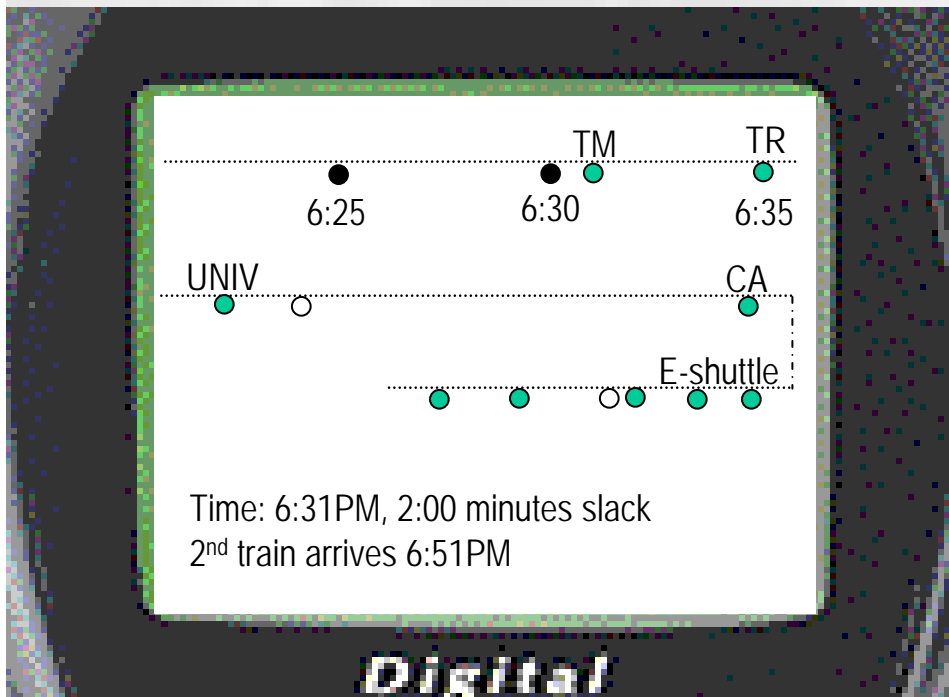 TM TR
6:25 6:30 6:35
UNIV CA
E-shuttle
Time: 6:31PM, 2:00 minutes slack
2nd train arrives 6:51PM
Digital